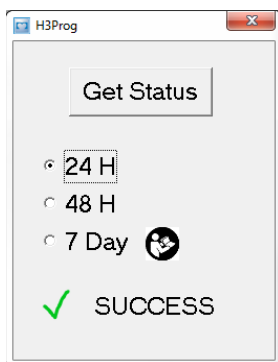 H3Prog
Get Status
24 H
48 H
7 Day
SUCCESS